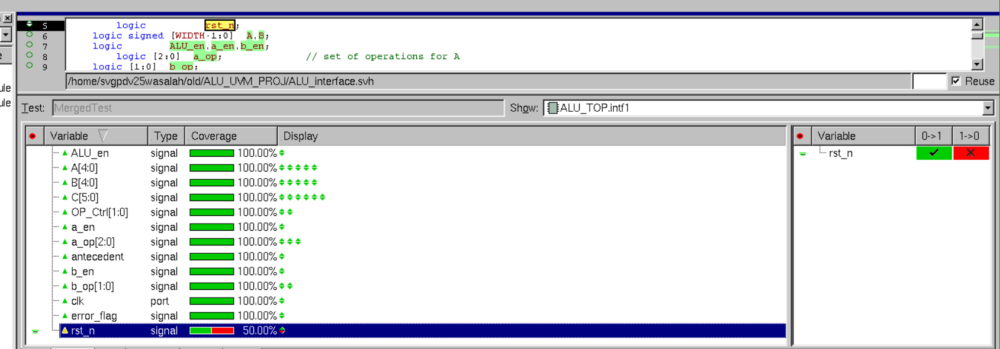 5 logic rst_n;
6 logic signed [WIDTH-1:0] A,B;
7 logic ALU_en,a_en,b_en;
8 logic [2:0] a_op; // set of operations for A
9 logic [1:0] b_op;
/home/svgpdv25wasalah/old/ALU_UVM_PROJ/ALU_interface.svh Reuse
ule
ule
Test: MergedTest Show: ALU_TOP.intf1
Variable Type Coverage Display
ALU_en signal 100.00%
A[4:0] signal 100.00%
B[4:0] signal 100.00%
C[5:0] signal 100.00%
OP_Ctrl[1:0] signal 100.00%
a_en signal 100.00%
a_op[2:0] signal 100.00%
antecedent signal 100.00%
b_en signal 100.00%
b_op[1:0] signal 100.00%
clk port 100.00%
error_flag signal 100.00%
rst_n signal 50.00%
Variable 0->1 1->0
rst_n